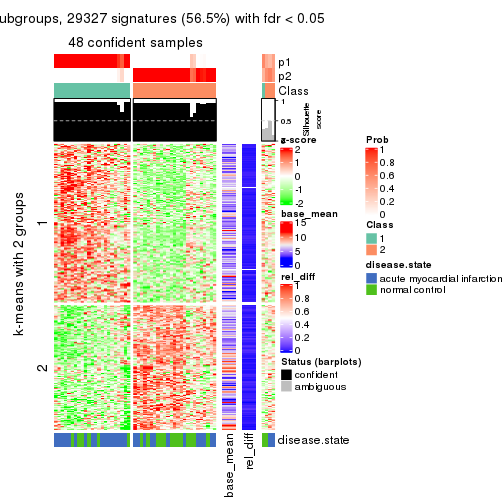 ubgroups, 29327 signatures (56.5%) with fdr < 0.05
48 confident samples
p1
p2
Class
1
0.5
0
Silhouette
score
k-means with 2 groups
1
2
z-score
2
1
0
-1
-2
base_mean
15
10
5
0
rel_diff
1
0.8
0.6
0.4
0.2
0
Status (barplots)
confident
ambiguous
Prob
1
0.8
0.6
0.4
0.2
0
Class
1
2
disease.state
acute myocardial infarction
normal control
disease.state
base_mean
rel_diff